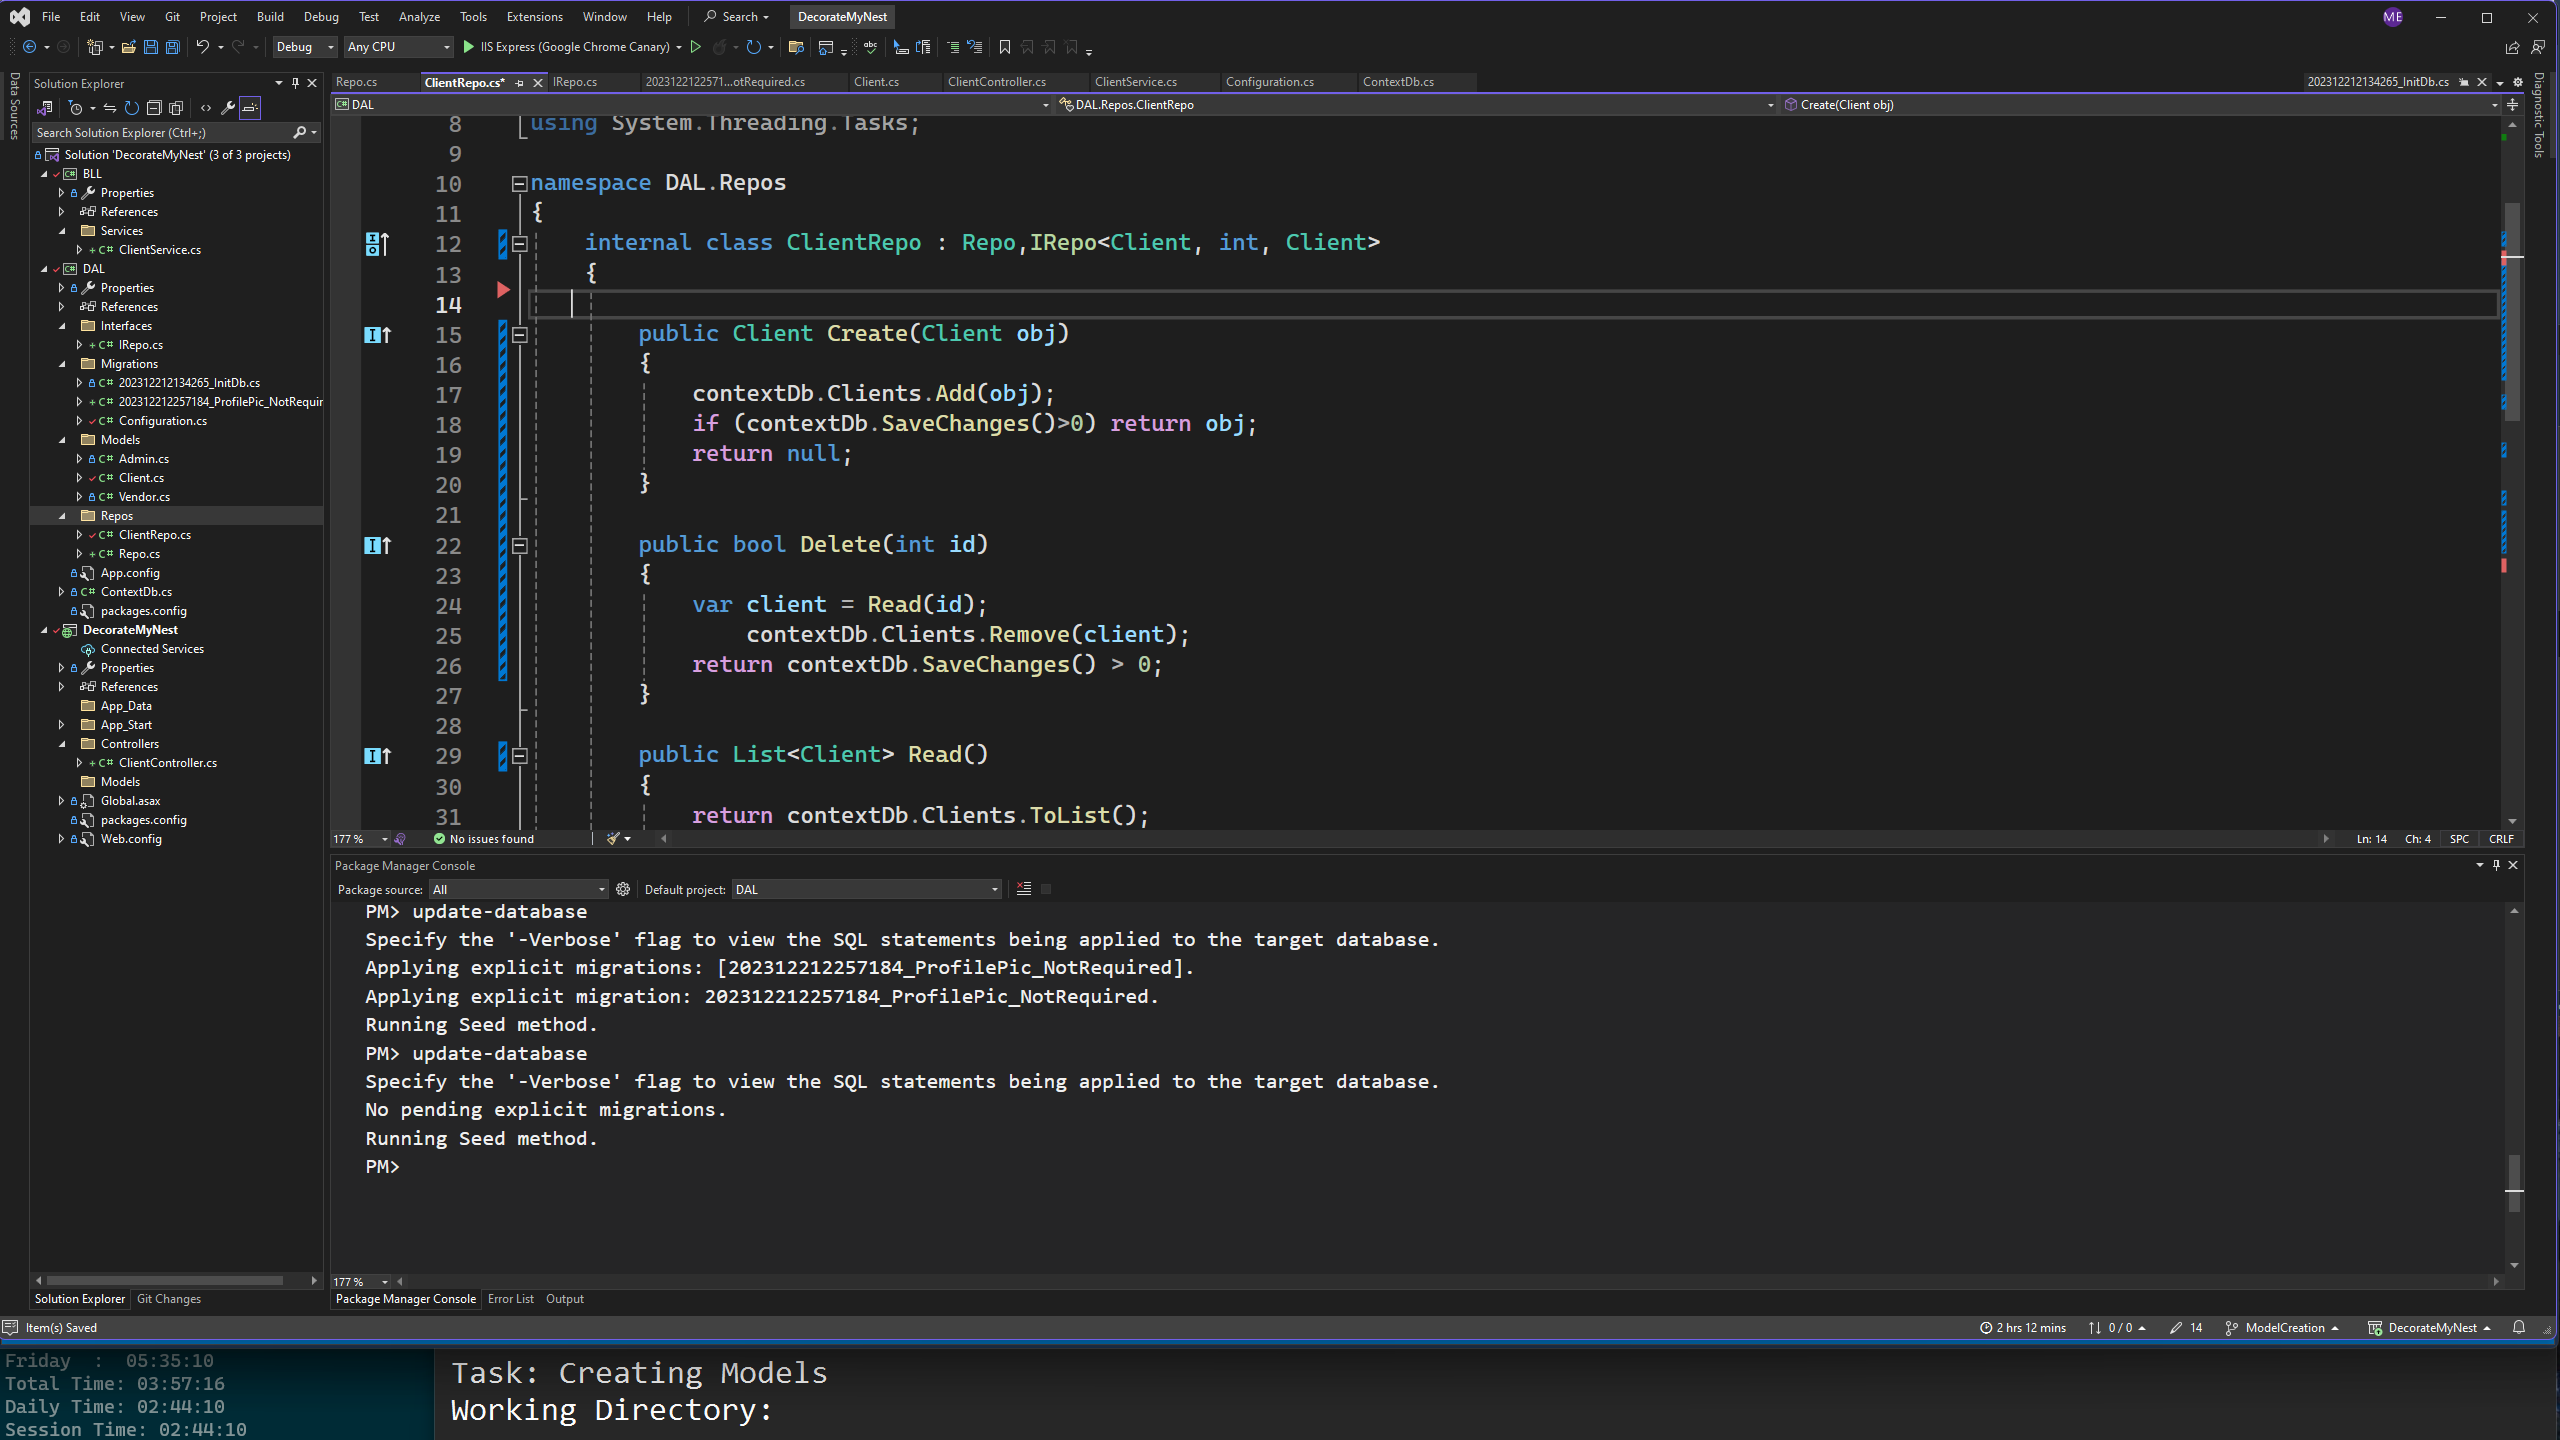 File Edit View Git Project Build Debug Test Analyze Tools Extensions Window Help Search DecorateMyNest ME
Debug Any CPU IIS Express (Google Chrome Canary)
Data Sources
Solution Explorer
Search Solution Explorer (Ctrl+;)
Solution 'DecorateMyNest' (3 of 3 projects)
BLL
Properties
References
Services
C# ClientService.cs
DAL
Properties
References
Interfaces
C# IRepo.cs
Migrations
C# 202312212134265_InitDb.cs
C# 202312212257184_ProfilePic_NotRequir
C# Configuration.cs
Models
C# Admin.cs
C# Client.cs
C# Vendor.cs
Repos
C# ClientRepo.cs
C# Repo.cs
App.config
C# ContextDb.cs
packages.config
DecorateMyNest
Connected Services
Properties
References
App_Data
App_Start
Controllers
C# ClientController.cs
Models
Global.asax
packages.config
Web.config
Solution Explorer Git Changes
Repo.cs ClientRepo.cs* IRepo.cs 2023122122571...otRequired.cs Client.cs ClientController.cs ClientService.cs Configuration.cs ContextDb.cs 202312212134265_InitDb.cs
Diagnostic Tools
DAL DAL.Repos.ClientRepo Create(Client obj)
8 using System.Threading.Tasks;
9
10 namespace DAL.Repos
11 {
12 internal class ClientRepo : Repo,IRepo<Client, int, Client>
13 {
14
15 public Client Create(Client obj)
16 {
17 contextDb.Clients.Add(obj);
18 if (contextDb.SaveChanges()>0) return obj;
19 return null;
20 }
21
22 public bool Delete(int id)
23 {
24 var client = Read(id);
25 contextDb.Clients.Remove(client);
26 return contextDb.SaveChanges() > 0;
27 }
28
29 public List<Client> Read()
30 {
31 return contextDb.Clients.ToList();
177 % No issues found Ln: 14 Ch: 4 SPC CRLF
Package Manager Console
Package source: All Default project: DAL
PM> update-database
Specify the '-Verbose' flag to view the SQL statements being applied to the target database.
Applying explicit migrations: [202312212257184_ProfilePic_NotRequired].
Applying explicit migration: 202312212257184_ProfilePic_NotRequired.
Running Seed method.
PM> update-database
Specify the '-Verbose' flag to view the SQL statements being applied to the target database.
No pending explicit migrations.
Running Seed method.
PM>
177 %
Package Manager Console Error List Output
Item(s) Saved 2 hrs 12 mins 0 / 0 14 ModelCreation DecorateMyNest
Friday : 05:35:10
Total Time: 03:57:16
Daily Time: 02:44:10
Session Time: 02:44:10
Task: Creating Models
Working Directory: